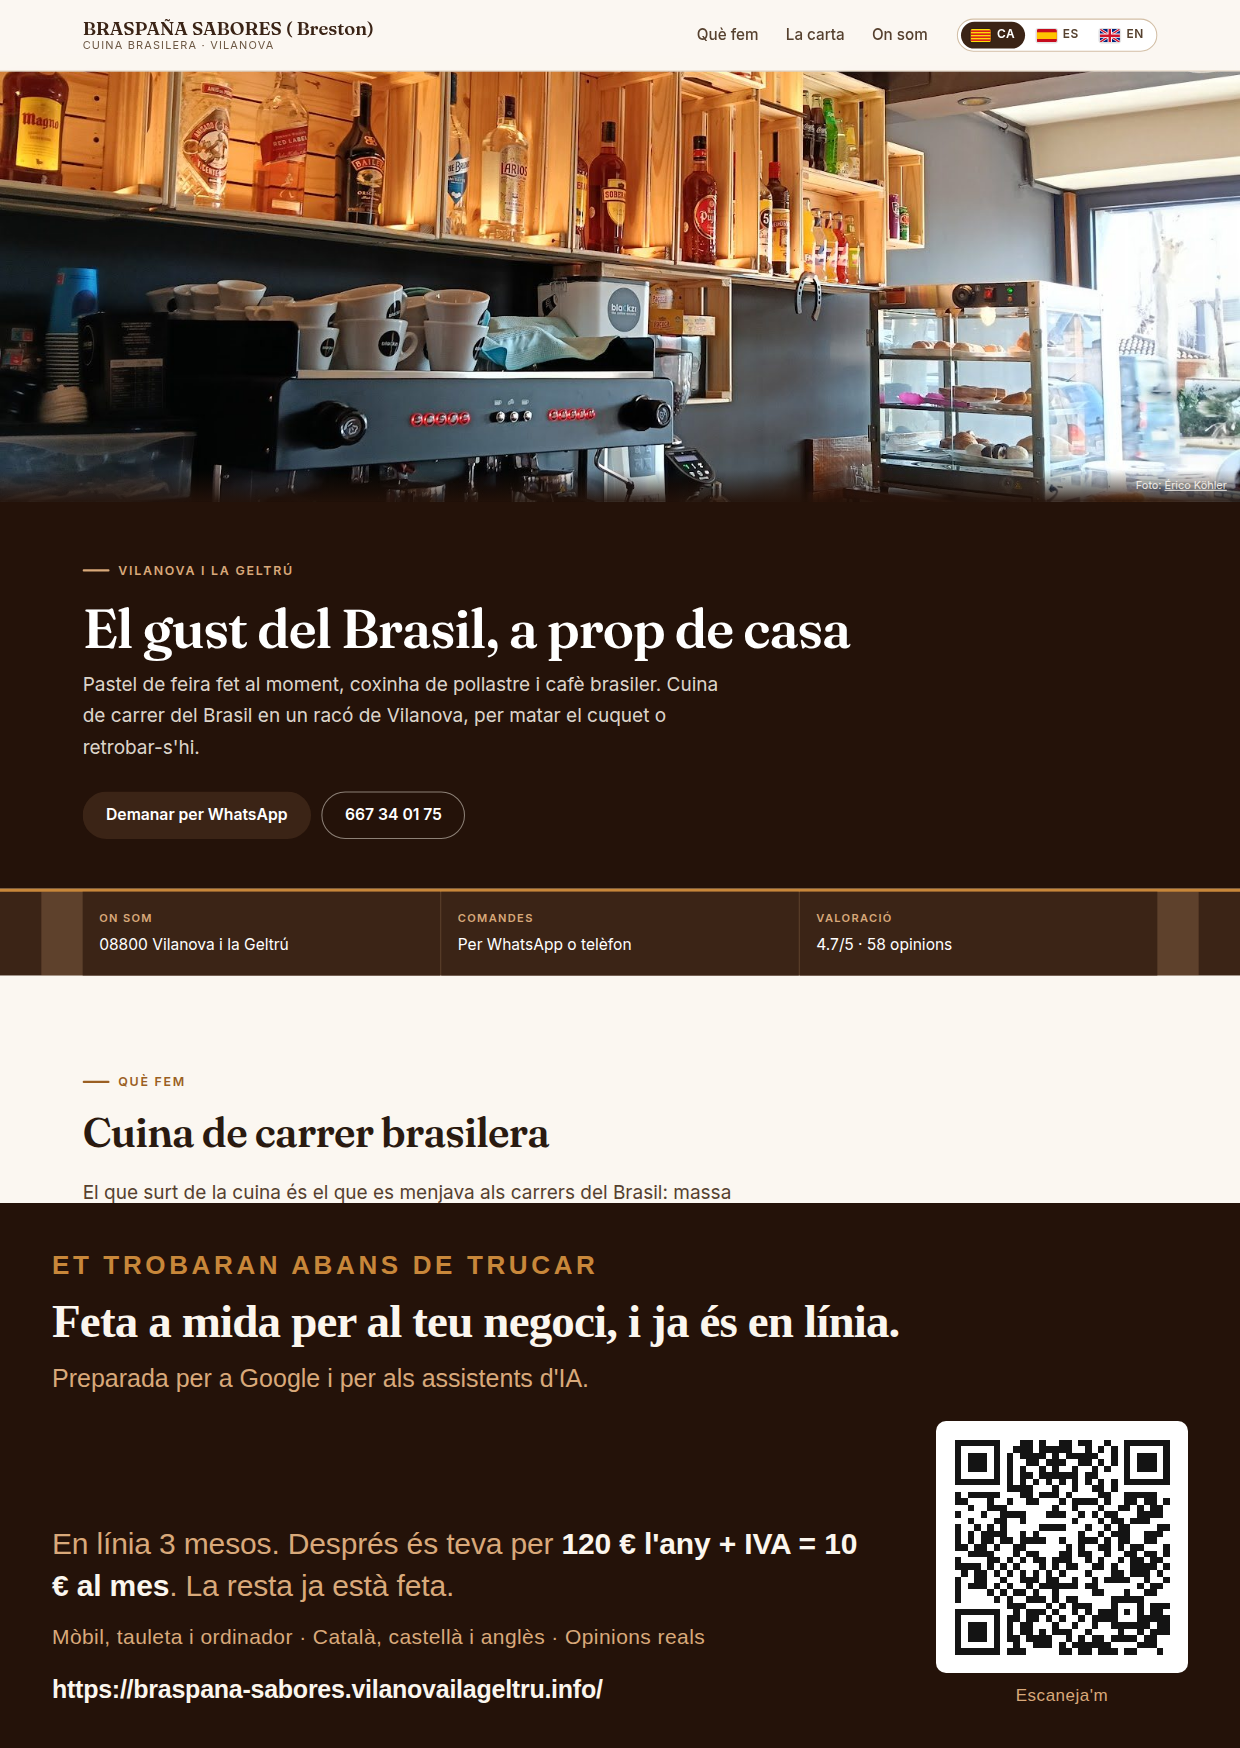 BRASPAÑA SABORES ( Breston)
CUINA BRASILERA · VILANOVA
Què fem
La carta
On som
CA
ES
EN
Magno
RED LABEL
BAILEYS
LARIOS
Foto: Érico Köhler
VILANOVA I LA GELTRÚ
El gust del Brasil, a prop de casa
Pastel de feira fet al moment, coxinha de pollastre i cafè brasiler. Cuina
de carrer del Brasil en un racó de Vilanova, per matar el cuquet o
retrobar-s'hi.
Demanar per WhatsApp
667 34 01 75
ON SOM
08800 Vilanova i la Geltrú
COMANDES
Per WhatsApp o telèfon
VALORACIÓ
4.7/5 · 58 opinions
QUÈ FEM
Cuina de carrer brasilera
El que surt de la cuina és el que es menjava als carrers del Brasil: massa
ET TROBARAN ABANS DE TRUCAR
Feta a mida per al teu negoci, i ja és en línia.
Preparada per a Google i per als assistents d'IA.
En línia 3 mesos. Després és teva per 120 € l'any + IVA = 10
€ al mes. La resta ja està feta.
Mòbil, tauleta i ordinador · Català, castellà i anglès · Opinions reals
https://braspana-sabores.vilanovailageltru.info/
Escaneja'm